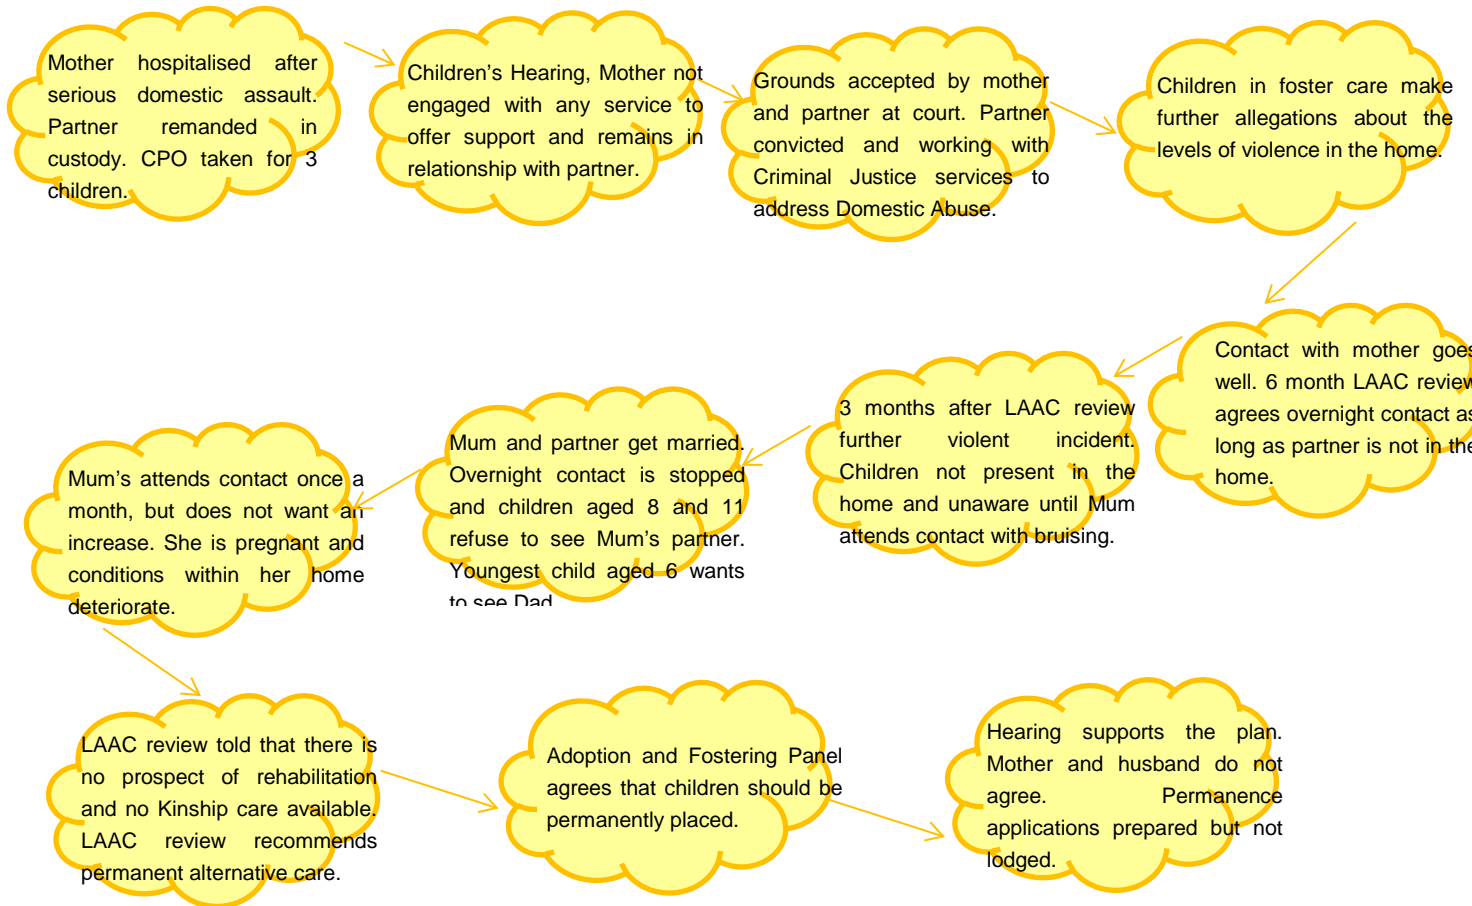 Mother hospitalised after
serious domestic assault.
Partner remanded in
custody. CPO taken for 3
children.
Children's Hearing, Mother not
engaged with any service to
offer support and remains in
relationship with partner.
Grounds accepted by mother
and partner at court. Partner
convicted and working with
Criminal Justice services to
address Domestic Abuse.
Children in foster care make
further allegations about the
levels of violence in the home.
Contact with mother goes
well. 6 month LAAC review
agrees overnight contact as
long as partner is not in the
home.
3 months after LAAC review
further violent incident.
Children not present in the
home and unaware until Mum
attends contact with bruising.
Mum and partner get married.
Overnight contact is stopped
and children aged 8 and 11
refuse to see Mum's partner.
Youngest child aged 6 wants
to see Dad
Mum's attends contact once a
month, but does not want an
increase. She is pregnant and
conditions within her home
deteriorate.
LAAC review told that there is
no prospect of rehabilitation
and no Kinship care available.
LAAC review recommends
permanent alternative care.
Adoption and Fostering Panel
agrees that children should be
permanently placed.
Hearing supports the plan.
Mother and husband do not
agree. Permanence
applications prepared but not
lodged.